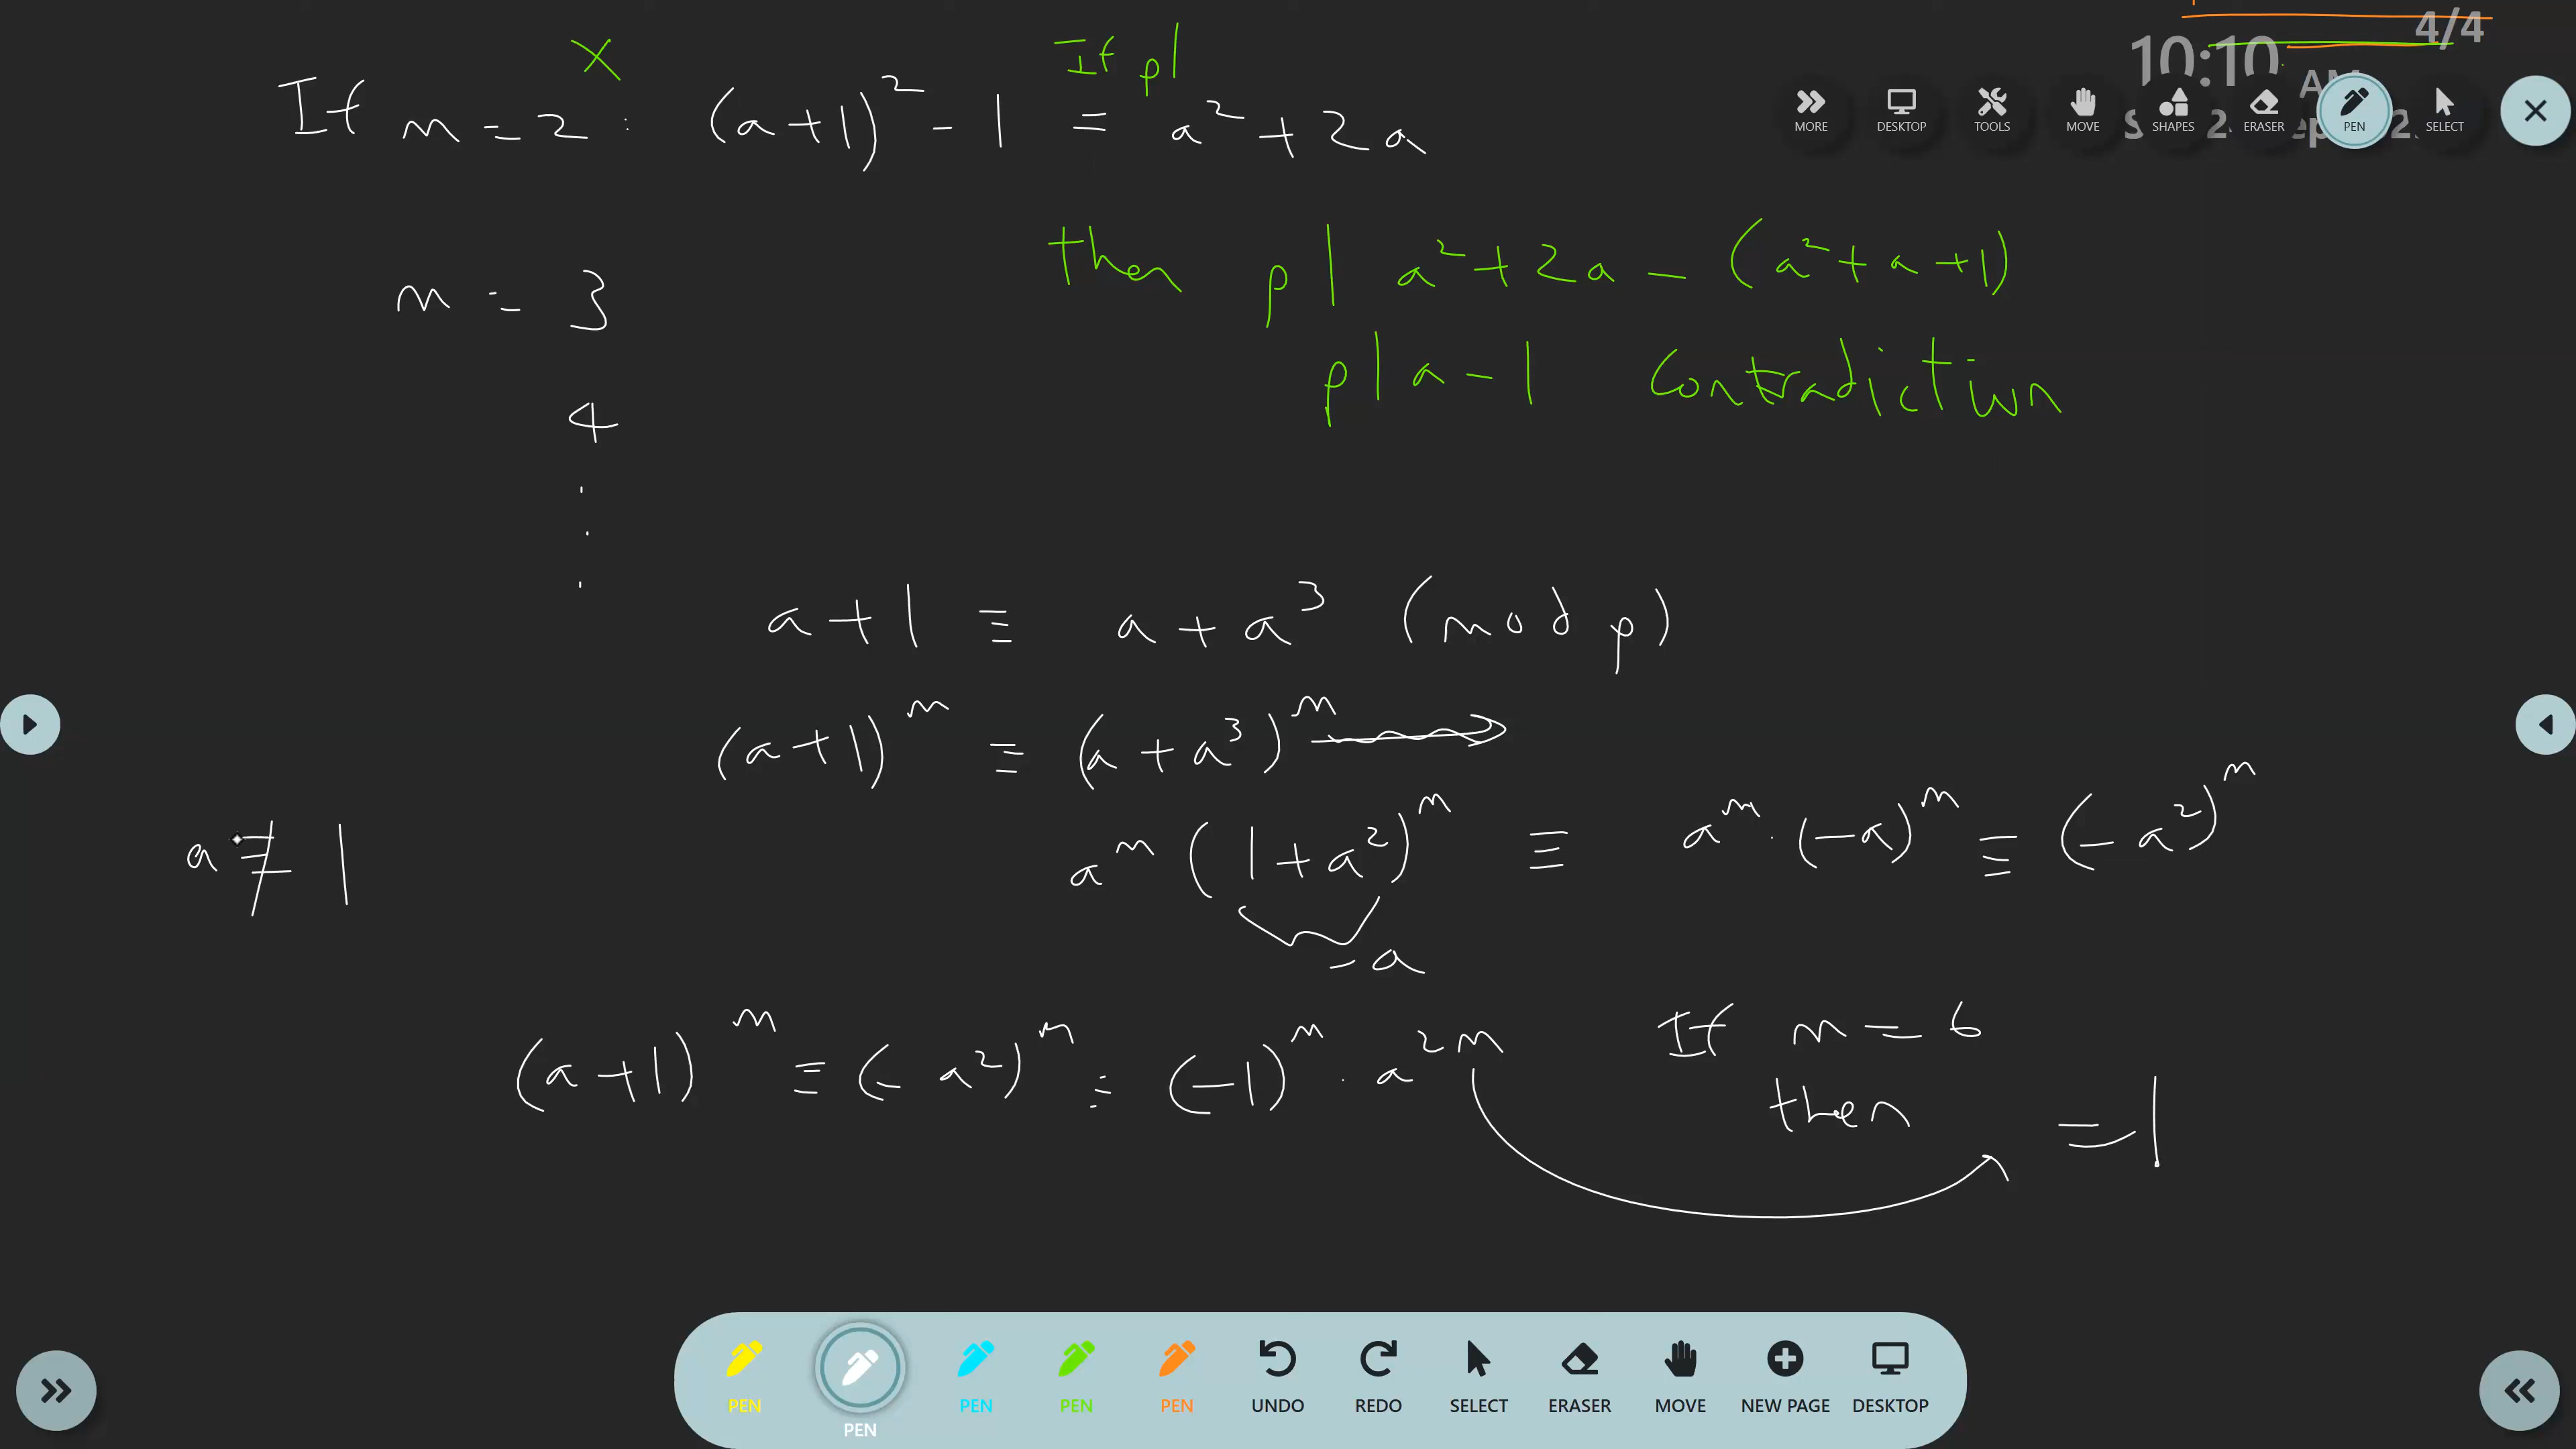 4/4
10:10
MORE DESKTOP TOOLS MOVE SHAPES ERASER PEN SELECT
X
If m = 2 : (a+1)² - 1 = a² + 2a
If p|
then p | a² + 2a - (a² + a + 1)
m = 3
p | a - 1 Contradiction
4
.
.
.
a + 1 ≡ a + a³ (mod p)
(a+1)^m ≡ (a + a³)^m
a ≢ 1
a^m (1 + a²)^m ≡ a^m · (-a)^m ≡ (-a²)^m
-a
(a+1)^m ≡ (-a²)^m = (-1)^m · a^2m
If m = 6
then = 1
PEN PEN PEN PEN PEN UNDO REDO SELECT ERASER MOVE NEW PAGE DESKTOP